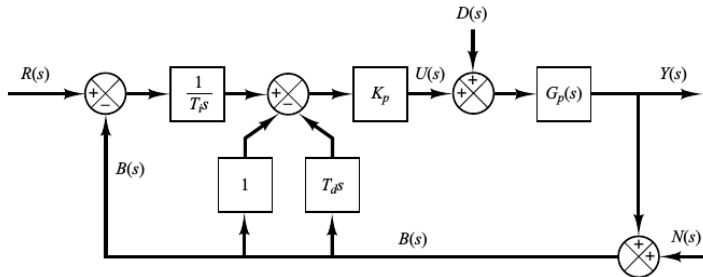 D(s)
R(s)
+
−
1
T_i s
+
−
K_p
U(s)
+
+
G_p(s)
Y(s)
B(s)
1
T_d s
B(s)
+
+
N(s)